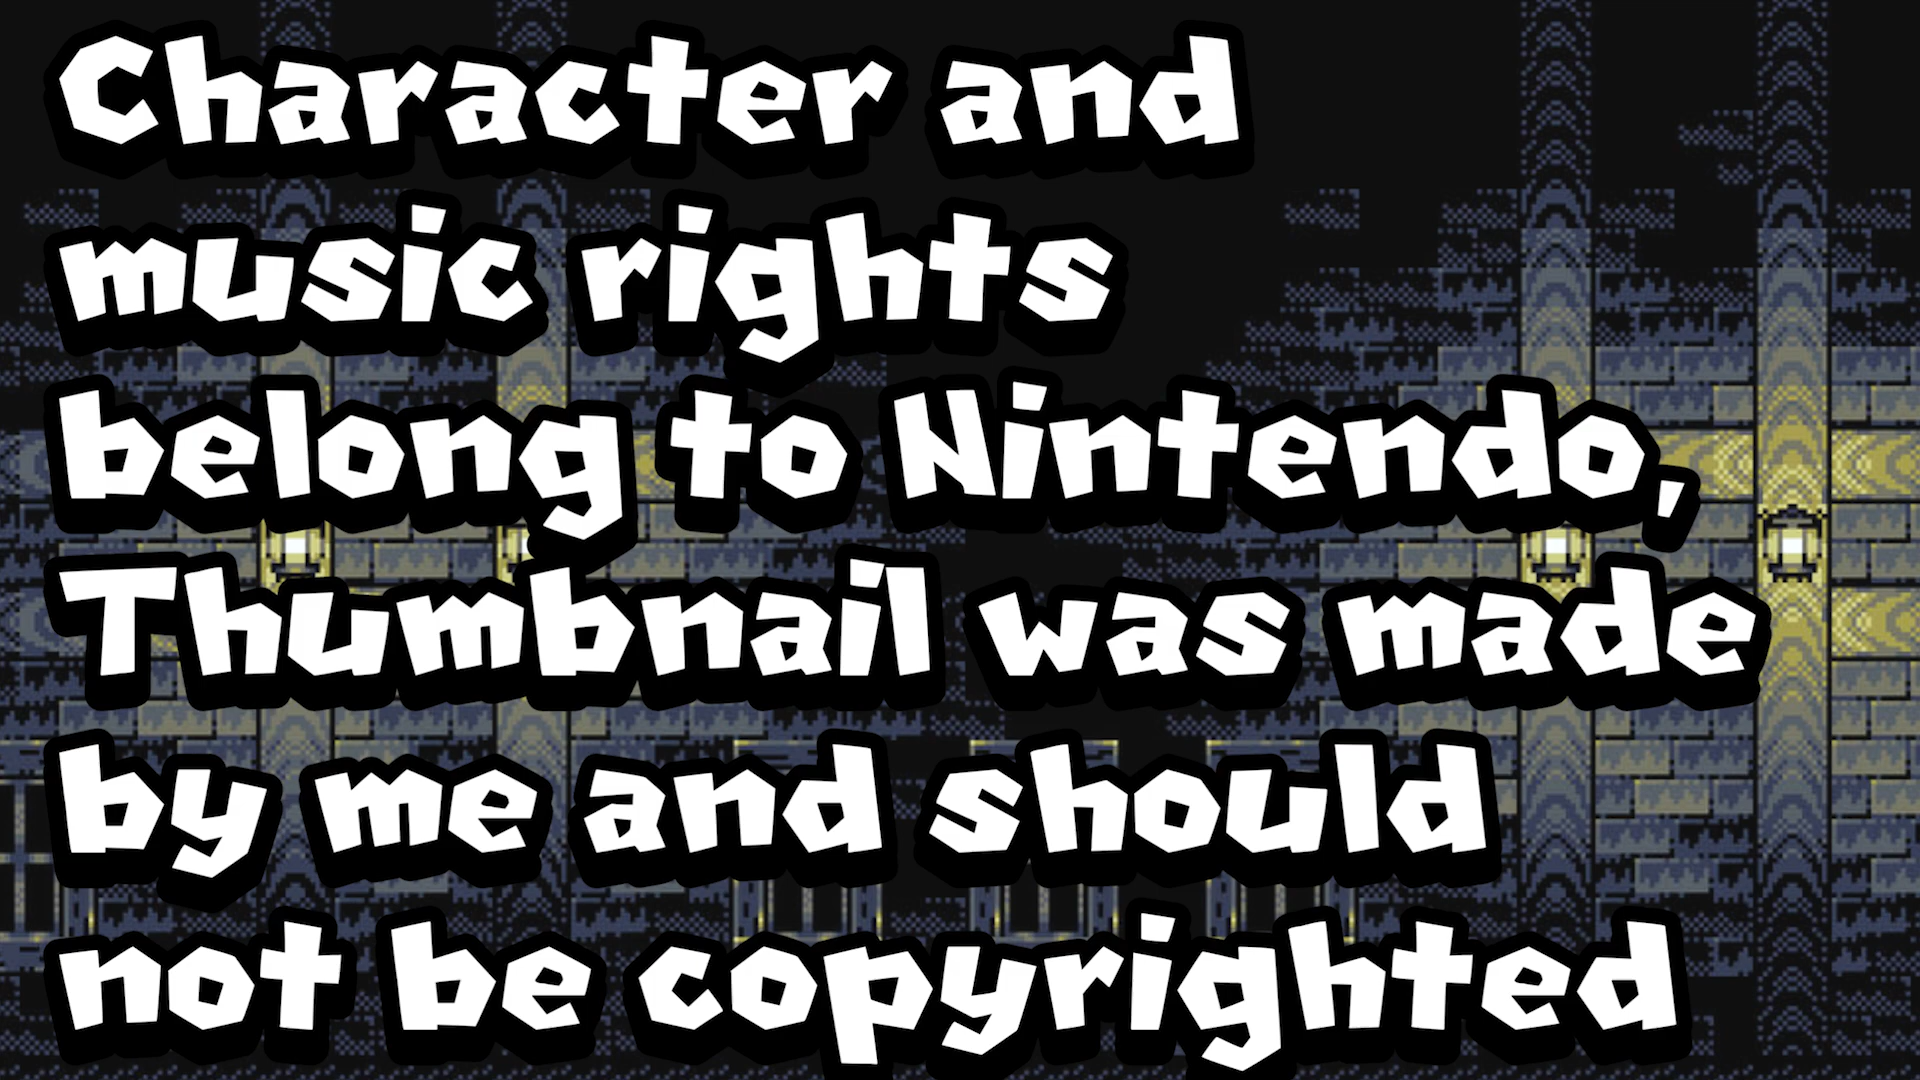 Character and
music rights
belong to Nintendo,
Thumbnail was made
by me and should
not be copyrighted